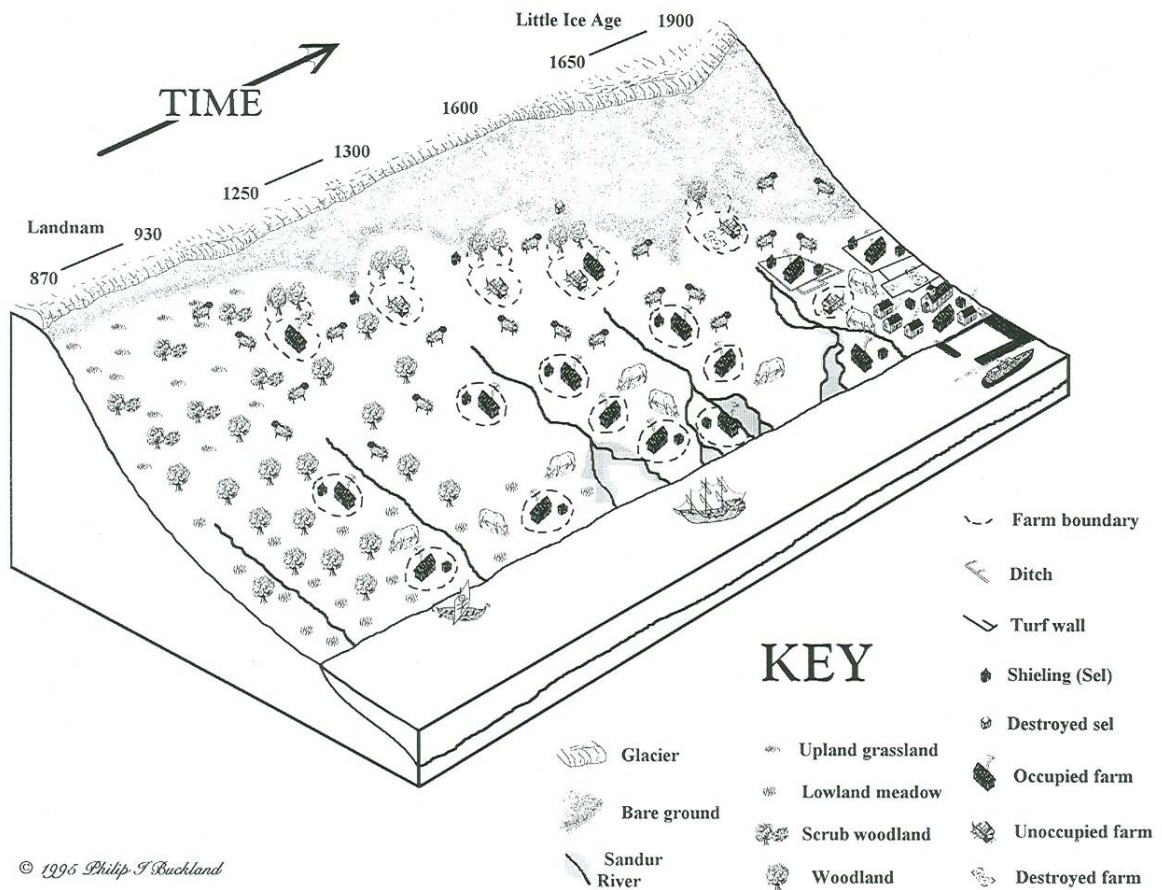 Little Ice Age
1900
1650
TIME
1600
1300
1250
Landnam
930
870
Farm boundary
Ditch
Turf wall
KEY
Shieling (Sel)
Destroyed sel
Glacier
Upland grassland
Occupied farm
Lowland meadow
Bare ground
Scrub woodland
Unoccupied farm
Sandur
River
Woodland
Destroyed farm
© 1995 Philip I Buckland